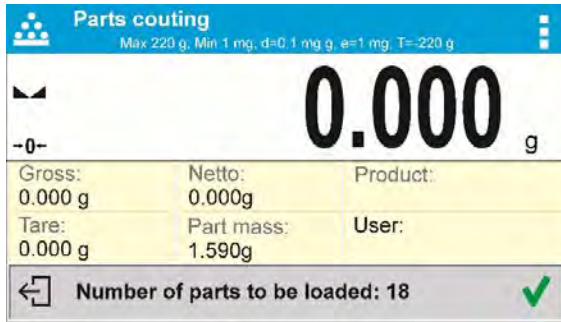 Parts couting
Max 220 g, Min 1 mg, d=0.1 mg g, e=1 mg, T=-220 g
0.000 g
→0←
Gross: Netto: Product:
0.000 g 0.000g
Tare: Part mass: User:
0.000 g 1.590g
Number of parts to be loaded: 18